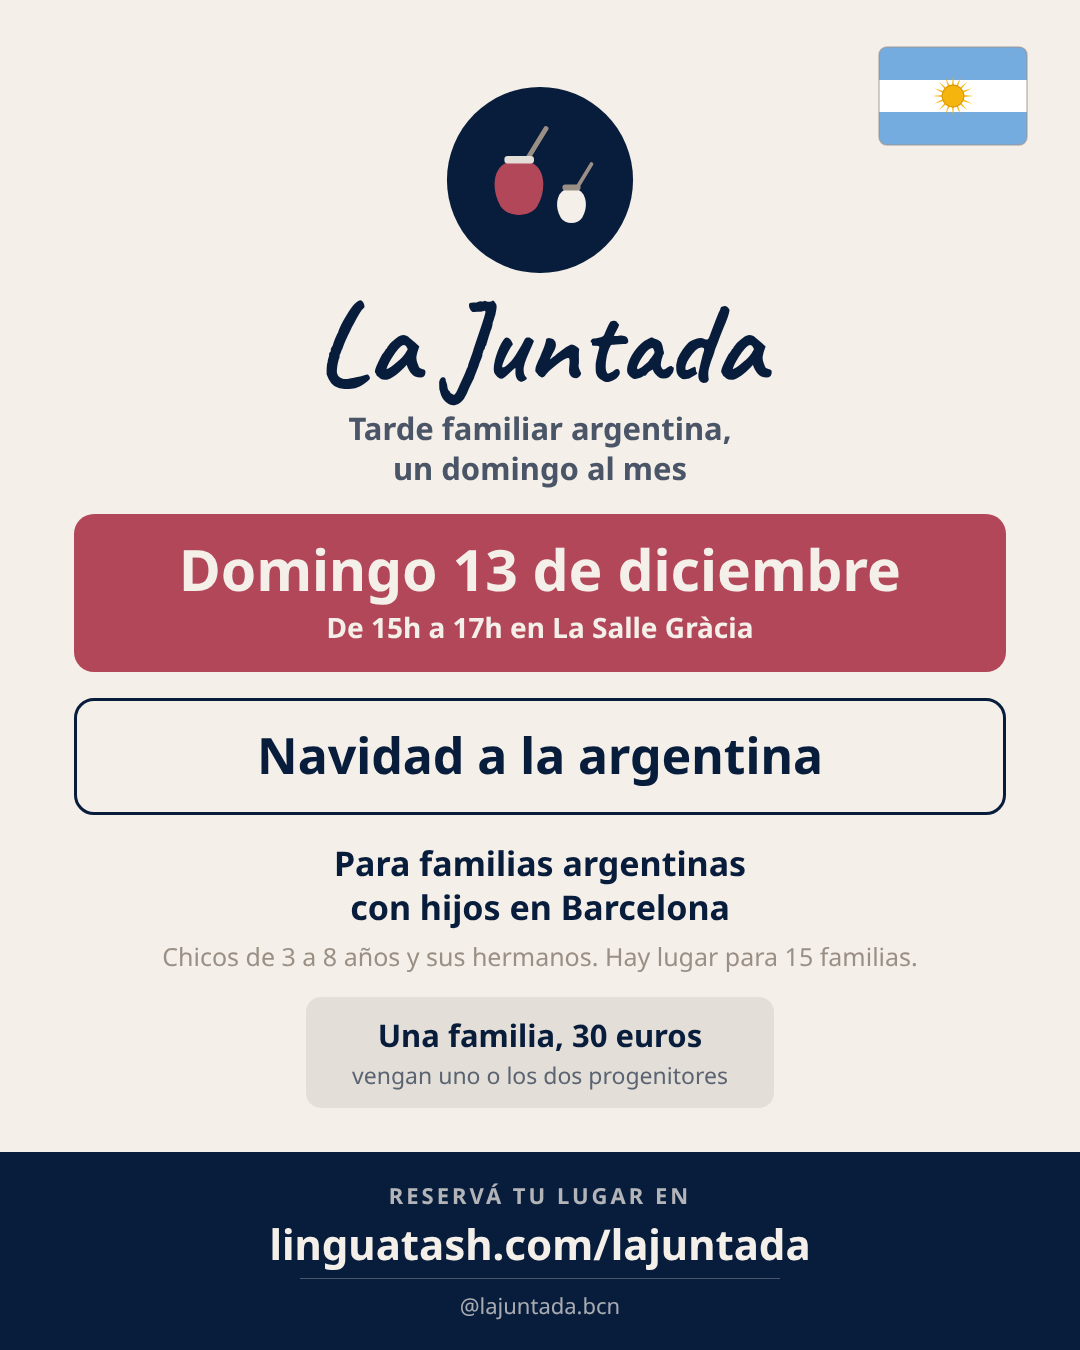 La Juntada
Tarde familiar argentina,
un domingo al mes
Domingo 13 de diciembre
De 15h a 17h en La Salle Gràcia
Navidad a la argentina
Para familias argentinas
con hijos en Barcelona
Chicos de 3 a 8 años y sus hermanos. Hay lugar para 15 familias.
Una familia, 30 euros
vengan uno o los dos progenitores
RESERVÁ TU LUGAR EN
linguatash.com/lajuntada
@lajuntada.bcn